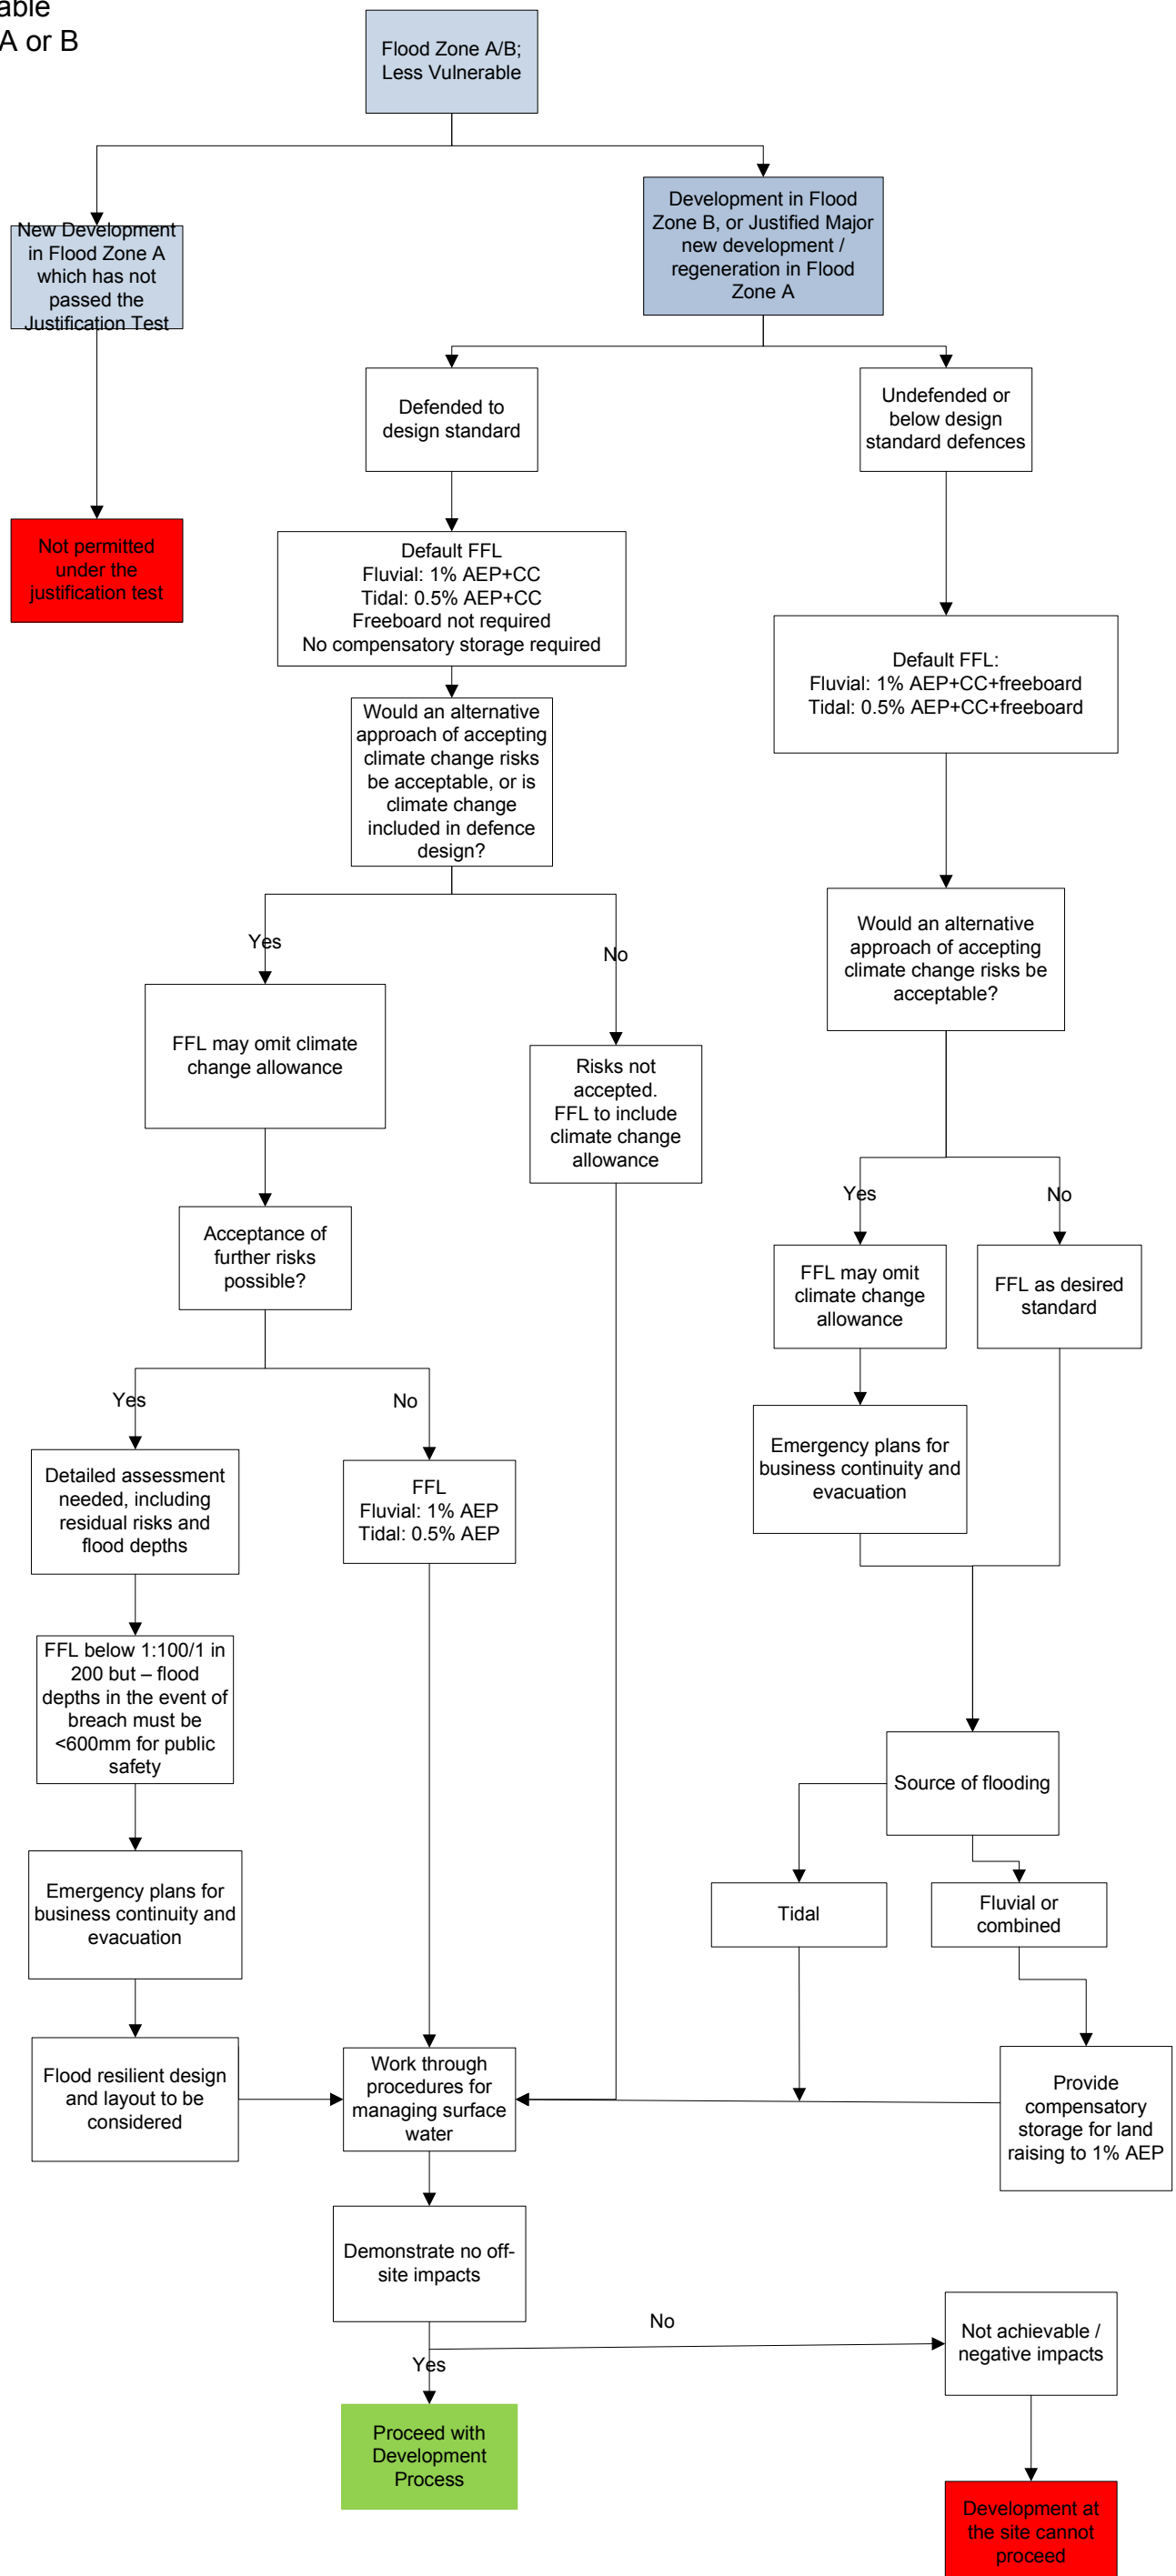 A or B
Flood Zone A/B;
Less Vulnerable
New Development
in Flood Zone A
which has not
passed the
Justification Test
Development in Flood
Zone B, or Justified Major
new development /
regeneration in Flood
Zone A
Not permitted
under the
justification test
Defended to
design standard
Undefended or
below design
standard defences
Default FFL
Fluvial: 1% AEP+CC
Tidal: 0.5% AEP+CC
Freeboard not required
No compensatory storage required
Default FFL:
Fluvial: 1% AEP+CC+freeboard
Tidal: 0.5% AEP+CC+freeboard
Would an alternative
approach of accepting
climate change risks
be acceptable, or is
climate change
included in defence
design?
Would an alternative
approach of accepting
climate change risks be
acceptable?
Yes
No
FFL may omit climate
change allowance
Risks not
accepted.
FFL to include
climate change
allowance
Yes
No
FFL may omit
climate change
allowance
FFL as desired
standard
Acceptance of
further risks
possible?
Yes
No
Emergency plans for
business continuity and
evacuation
Detailed assessment
needed, including
residual risks and
flood depths
FFL
Fluvial: 1% AEP
Tidal: 0.5% AEP
FFL below 1:100/1 in
200 but – flood
depths in the event of
breach must be
<600mm for public
safety
Source of flooding
Emergency plans for
business continuity and
evacuation
Tidal
Fluvial or
combined
Flood resilient design
and layout to be
considered
Work through
procedures for
managing surface
water
Provide
compensatory
storage for land
raising to 1% AEP
Demonstrate no off-
site impacts
No
Yes
Not achievable /
negative impacts
Proceed with
Development
Process
Development at
the site cannot
proceed